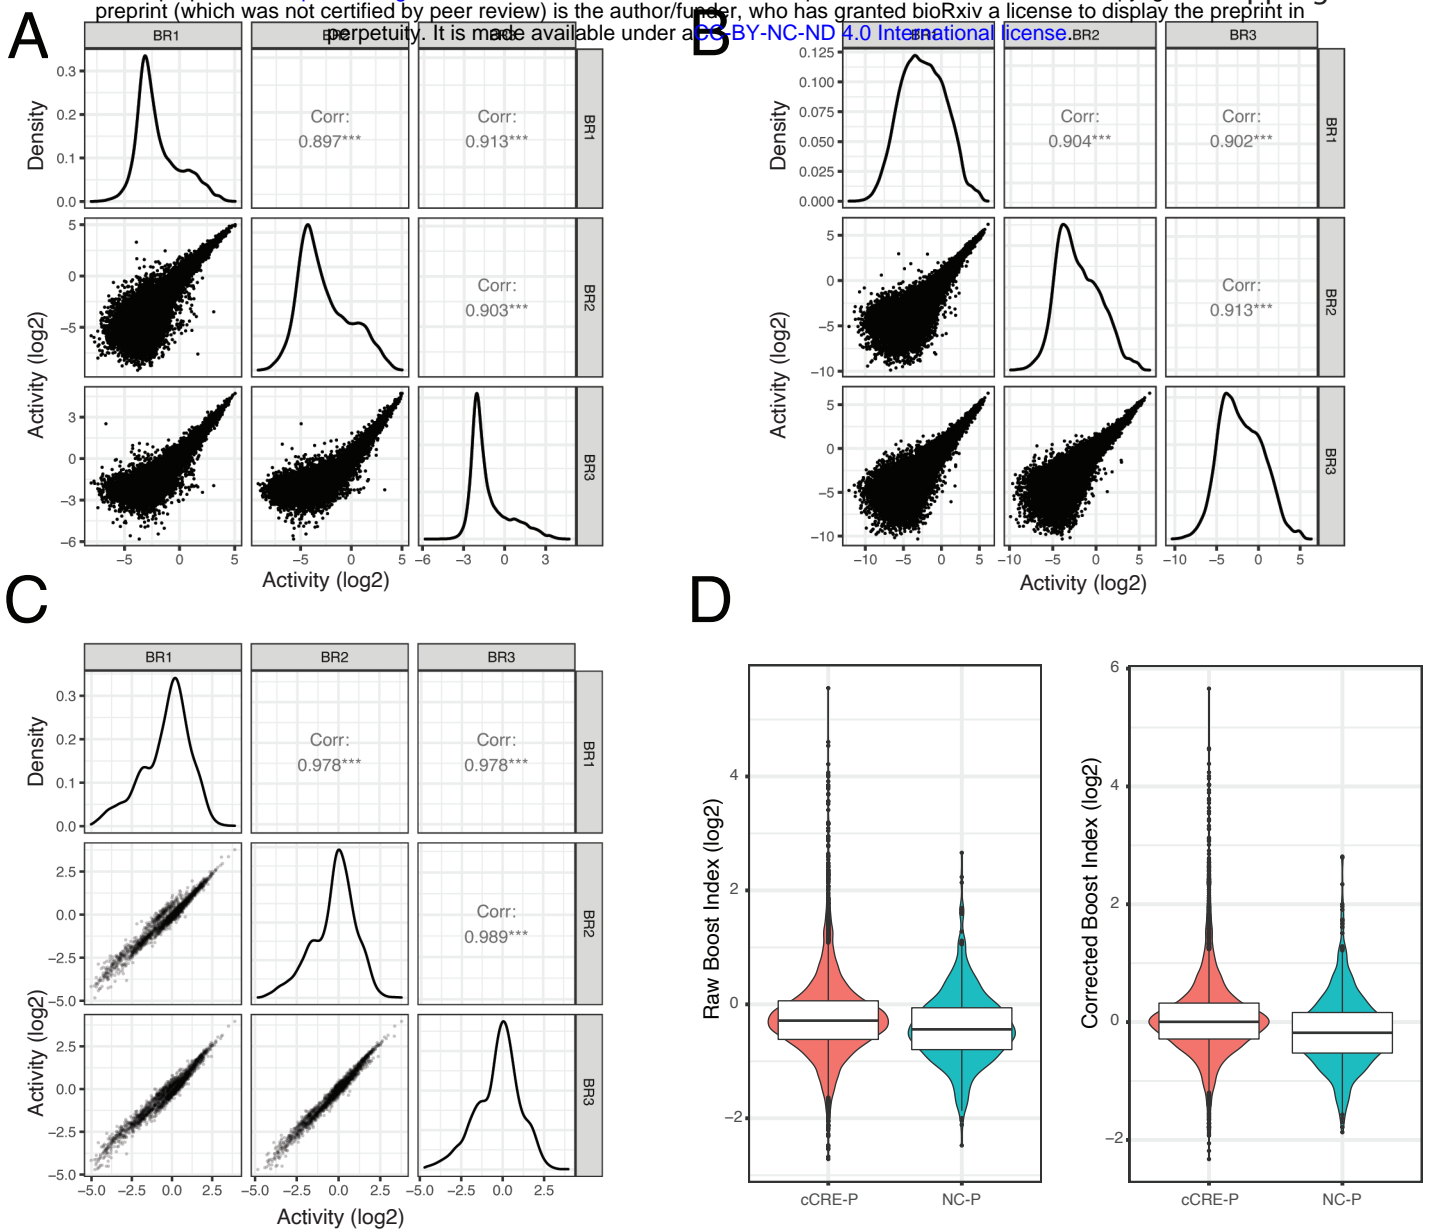 preprint (which was not certified by peer review) is the author/funder, who has granted bioRxiv a license to display the preprint in
perpetuity. It is made available under aCC-BY-NC-ND 4.0 International license.
A
BR1
BR2
BR3
Density
0.3
0.2
0.1
0.0
Corr:
0.897***
Corr:
0.913***
BR1
5
0
−5
Corr:
0.903***
BR2
Activity (log2)
3
0
−3
−6
BR3
−5
0
5
−5
0
5
−6
−3
0
3
Activity (log2)
B
BR1
BR2
BR3
Density
0.125
0.100
0.075
0.050
0.025
0.000
Corr:
0.904***
Corr:
0.902***
BR1
5
0
−5
−10
Corr:
0.913***
BR2
Activity (log2)
5
0
−5
−10
BR3
−10
−5
0
5
−10
−5
0
5
−10
−5
0
5
Activity (log2)
C
BR1
BR2
BR3
Density
0.3
0.2
0.1
0.0
Corr:
0.978***
Corr:
0.978***
BR1
2.5
0.0
−2.5
−5.0
Corr:
0.989***
BR2
Activity (log2)
2.5
0.0
−2.5
−5.0
BR3
−5.0
−2.5
0.0
2.5
−5.0
−2.5
0.0
2.5
−5.0
−2.5
0.0
2.5
Activity (log2)
D
Raw Boost Index (log2)
4
2
0
−2
cCRE-P
NC-P
Corrected Boost Index (log2)
6
4
2
0
−2
cCRE-P
NC-P